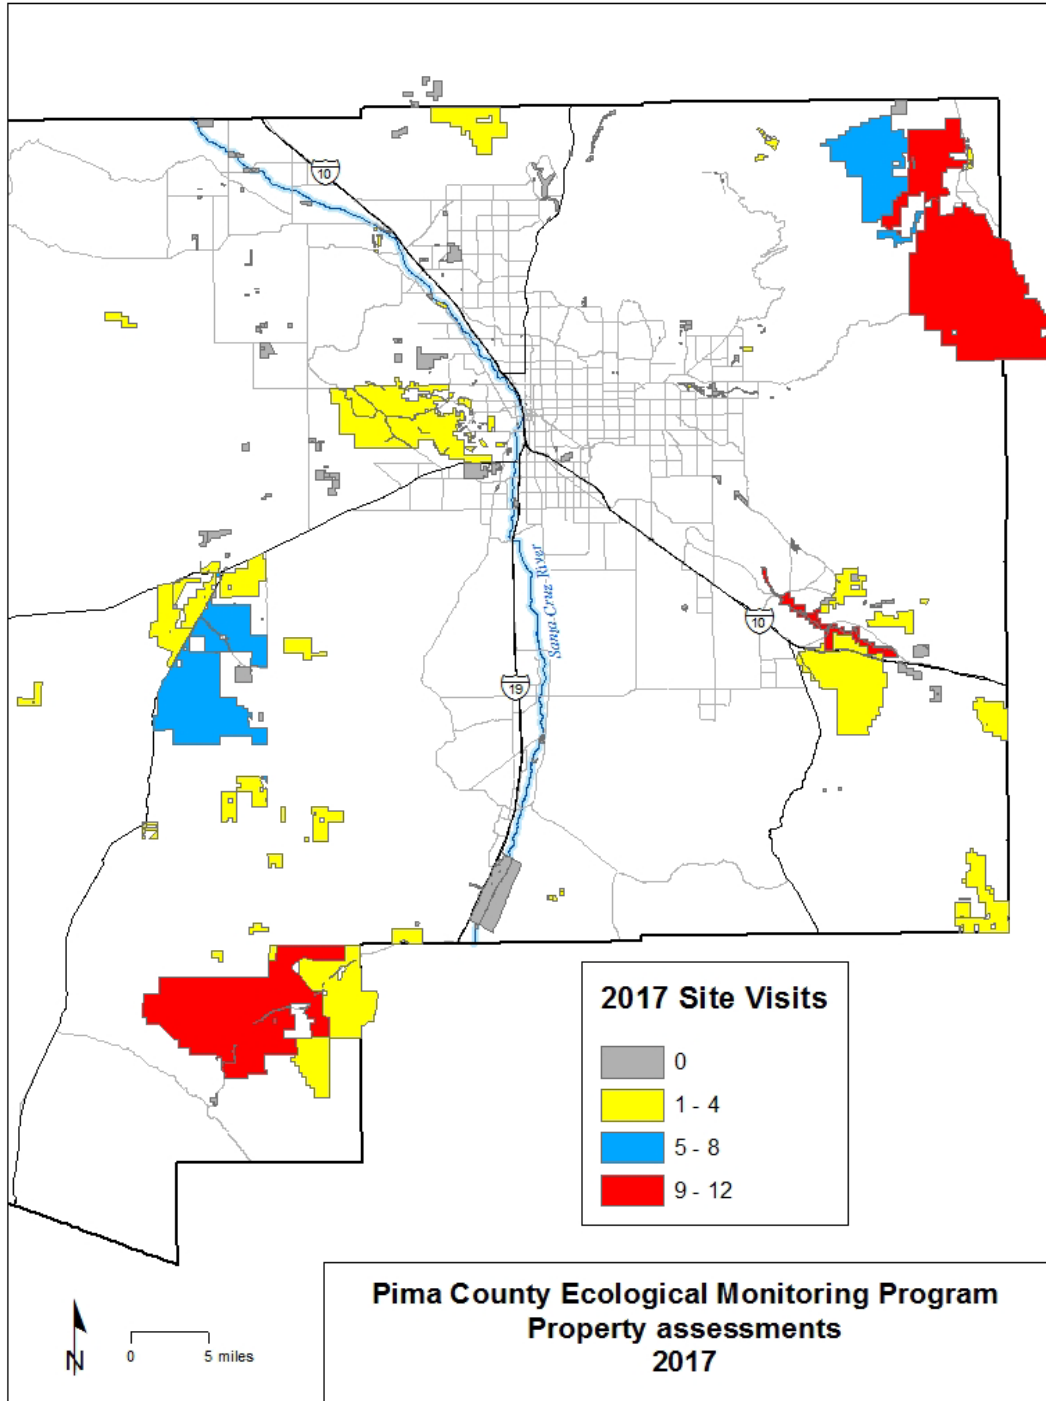 10
Santa Cruz River
10
19
2017 Site Visits
0
1 - 4
5 - 8
9 - 12
Pima County Ecological Monitoring Program
Property assessments
2017
N
0 5 miles